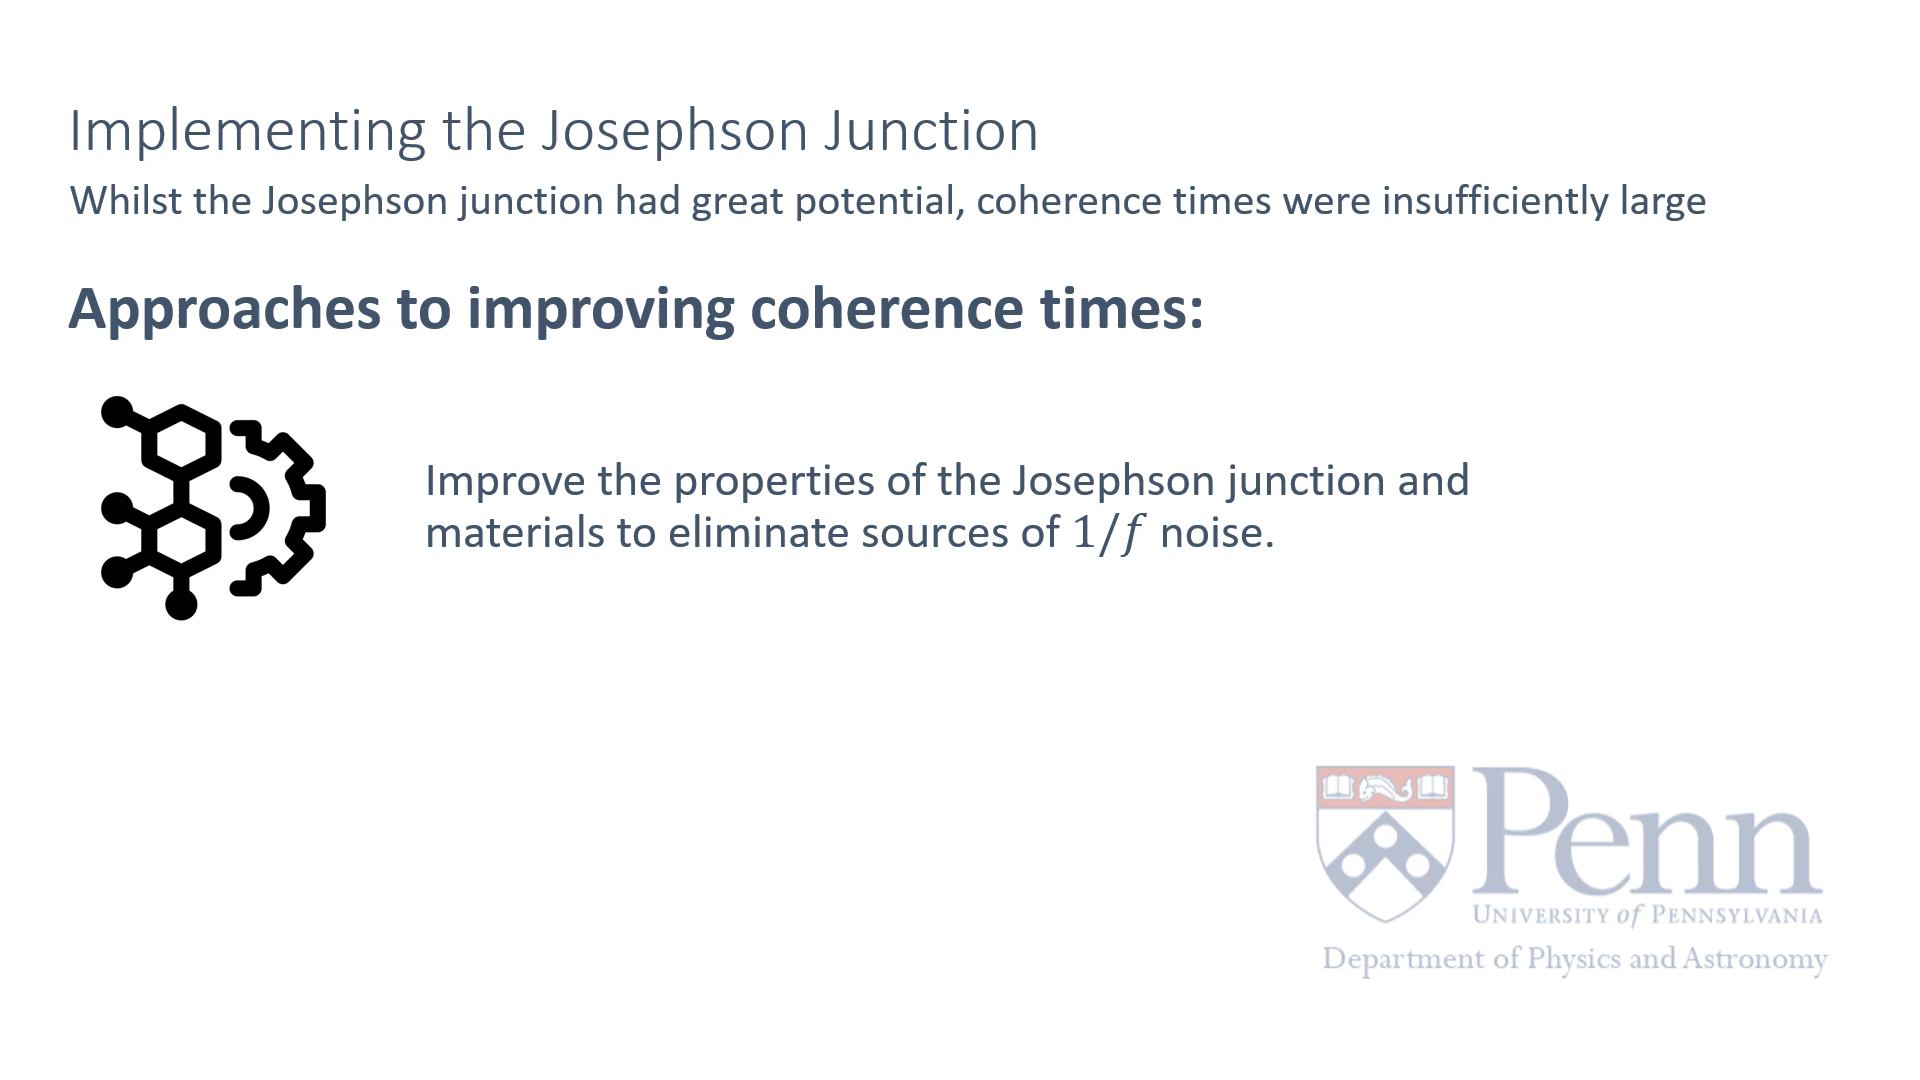 Implementing the Josephson Junction
Whilst the Josephson junction had great potential, coherence times were insufficiently large
Approaches to improving coherence times:
Improve the properties of the Josephson junction and
materials to eliminate sources of 1/f noise.
Penn
UNIVERSITY of PENNSYLVANIA
Department of Physics and Astronomy